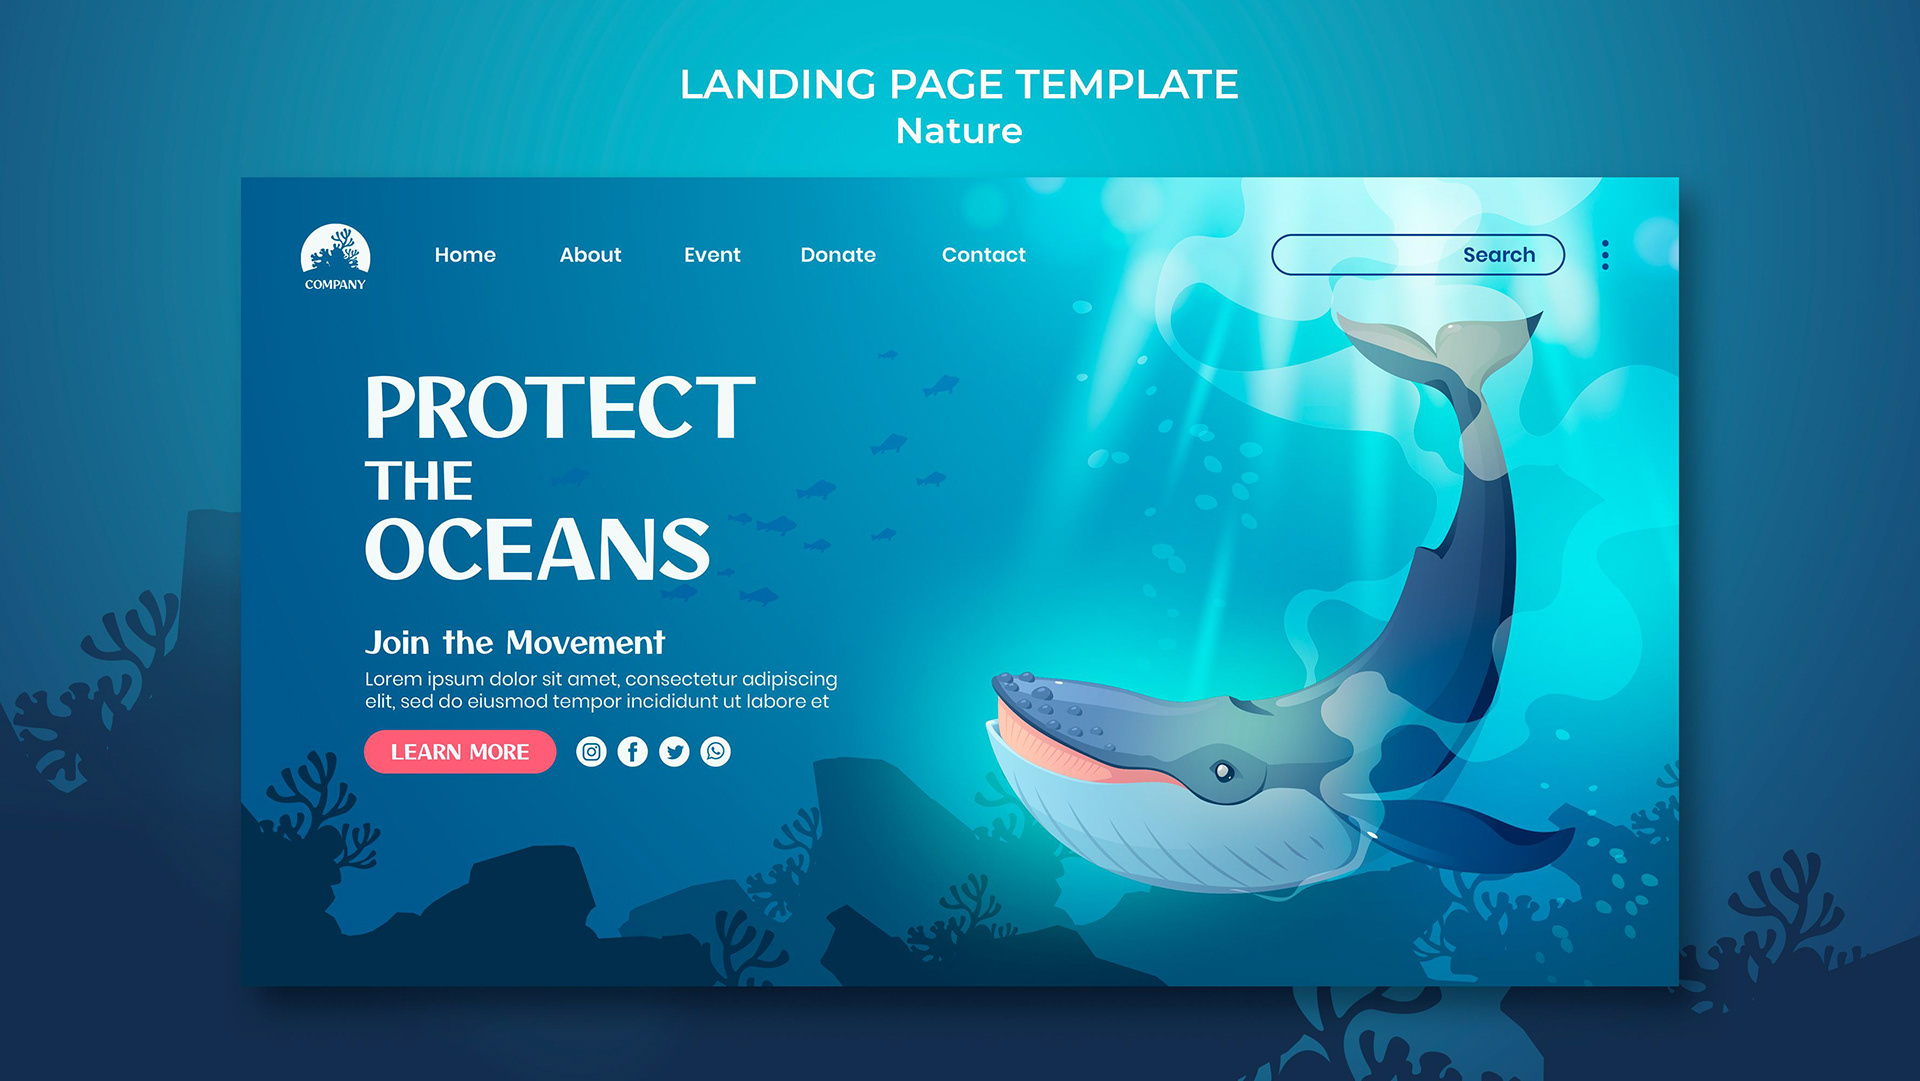 LANDING PAGE TEMPLATE
Nature
COMPANY
Home About Event Donate Contact
Search
PROTECT
THE
OCEANS
Join the Movement
Lorem ipsum dolor sit amet, consectetur adipiscing
elit, sed do eiusmod tempor incididunt ut labore et
LEARN MORE